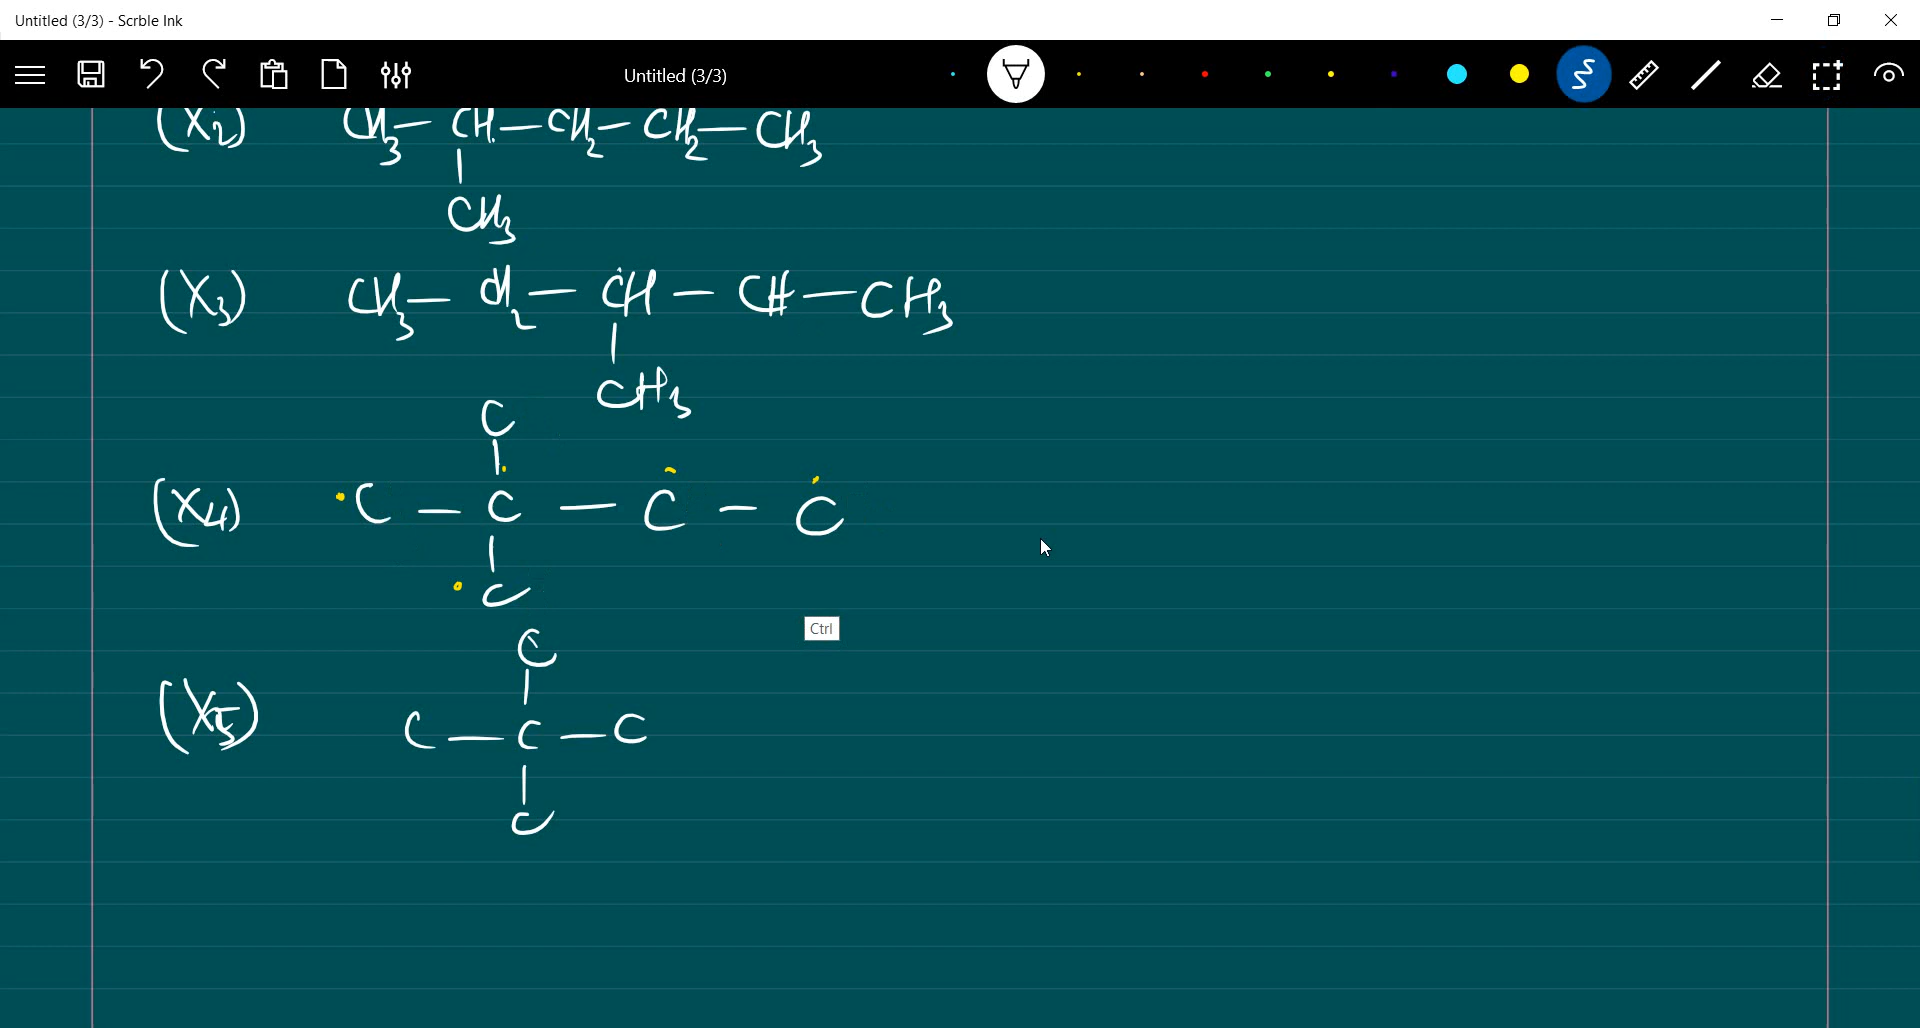 Untitled (3/3) - Scrble Ink
Untitled (3/3)
(X2) CH3 — CH — CH2 — CH2 — CH3
|
CH3
(X3) CH3 — CH2 — CH — CH — CH3
|
CH3
C
|
(X4) C — C — C — C
|
C
Ctrl
C
|
(X5) C — C — C
|
C